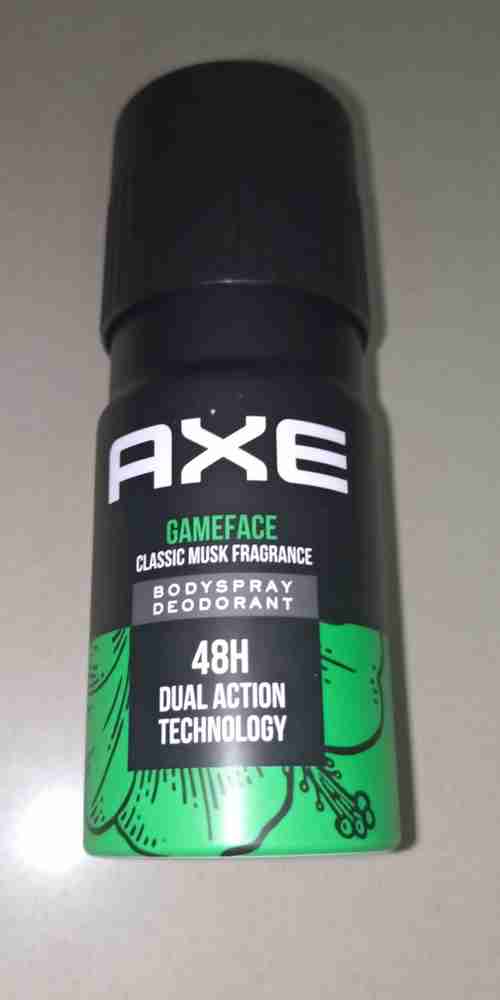 AXE
GAMEFACE
CLASSIC MUSK FRAGRANCE
BODYSPRAY
DEODORANT
48H
DUAL ACTION
TECHNOLOGY